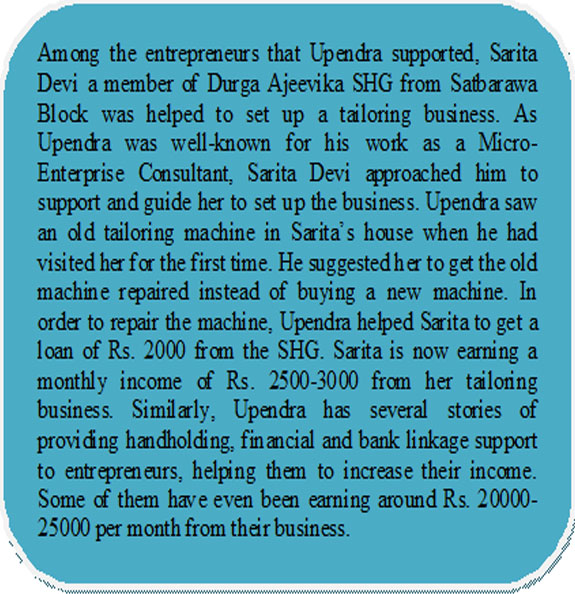 Among the entrepreneurs that Upendra supported, Sarita
Devi a member of Durga Ajeevika SHG from Satbarawa
Block was helped to set up a tailoring business. As
Upendra was well-known for his work as a Micro-
Enterprise Consultant, Sarita Devi approached him to
support and guide her to set up the business. Upendra saw
an old tailoring machine in Sarita's house when he had
visited her for the first time. He suggested her to get the old
machine repaired instead of buying a new machine. In
order to repair the machine, Upendra helped Sarita to get a
loan of Rs. 2000 from the SHG. Sarita is now earning a
monthly income of Rs. 2500-3000 from her tailoring
business. Similarly, Upendra has several stories of
providing handholding, financial and bank linkage support
to entrepreneurs, helping them to increase their income.
Some of them have even been earning around Rs. 20000-
25000 per month from their business.